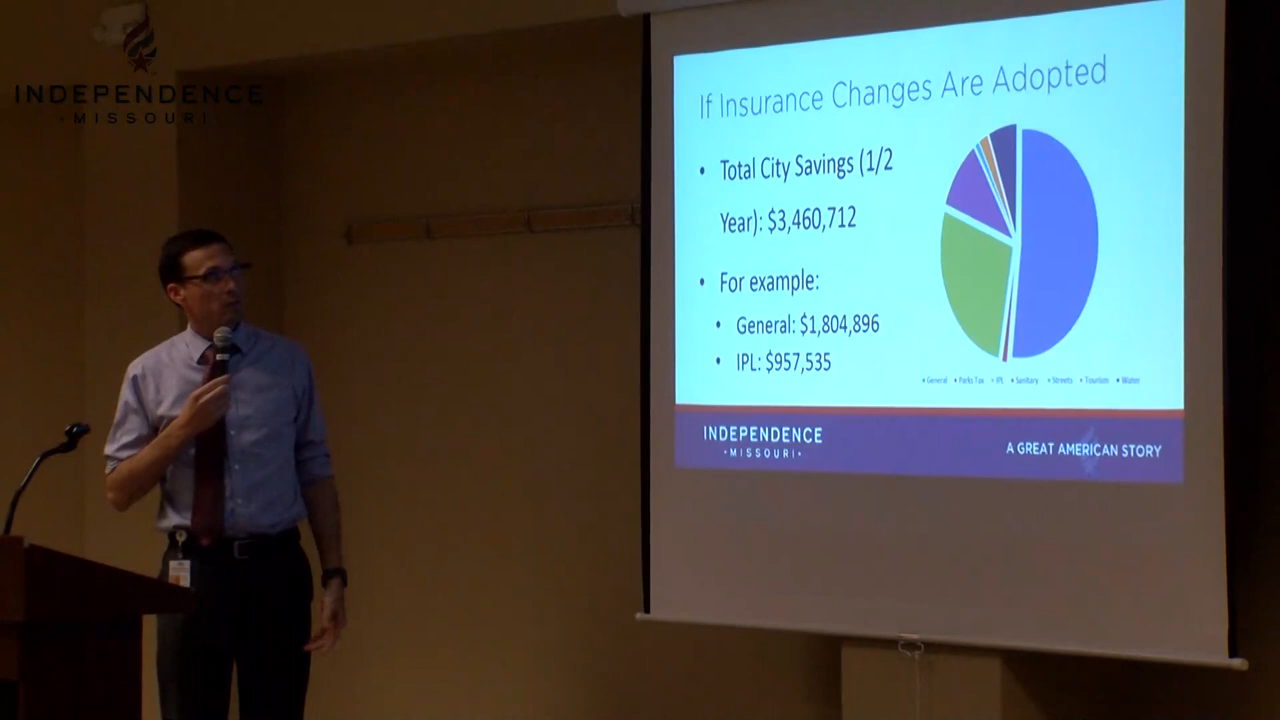 INDEPENDENCE
MISSOURI
If Insurance Changes Are Adopted
• Total City Savings (1/2
Year): $3,460,712
• For example:
• General: $1,804,896
• IPL: $957,535
General Parks Tax IPL Sanitary Streets Tourism Water
INDEPENDENCE
•MISSOURI•
A GREAT AMERICAN STORY